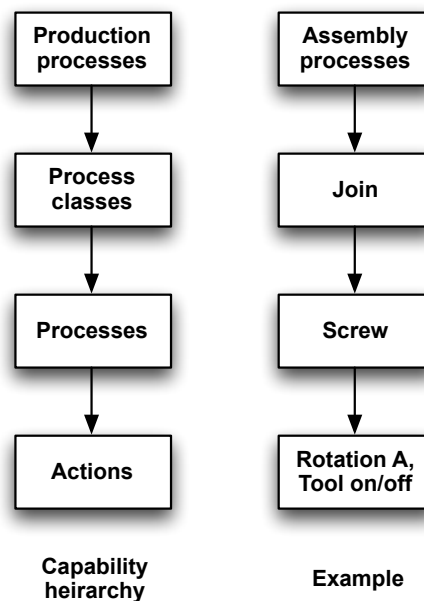 Production
processes
Process
classes
Processes
Actions
Capability
heirarchy
Assembly
processes
Join
Screw
Rotation A,
Tool on/off
Example